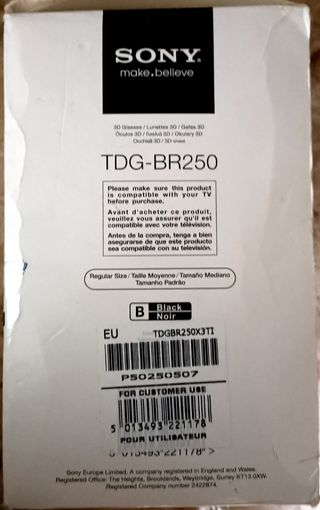 SONY
make.believe
3D Glasses / Lunettes 3D / Gafas 3D
Óculos 3D / Γυαλιά 3D / Okulary 3D
Occhiali 3D / 3D-очки
TDG-BR250
Please make sure this product
is compatible with your TV
before purchase.
Avant d'acheter ce produit,
veuillez vous assurer qu'il est
compatible avec votre téléviseur.
Antes de la compra, tenga a bien
asegurarse de que este producto
sea compatible con su televisión.
Regular Size / Taille Moyenne / Tamaño Mediano
Tamanho Padrão
B Black
Noir
EU TDGBR250X3TI
P50250507
FOR CUSTOMER USE
5 013493 221178
POUR UTILISATEUR
5 013493 221178 >
Sony Europe Limited. A company registered in England and Wales.
Registered Office: The Heights, Brooklands, Weybridge, Surrey KT13 0XW.
Registered Company number 2422874.